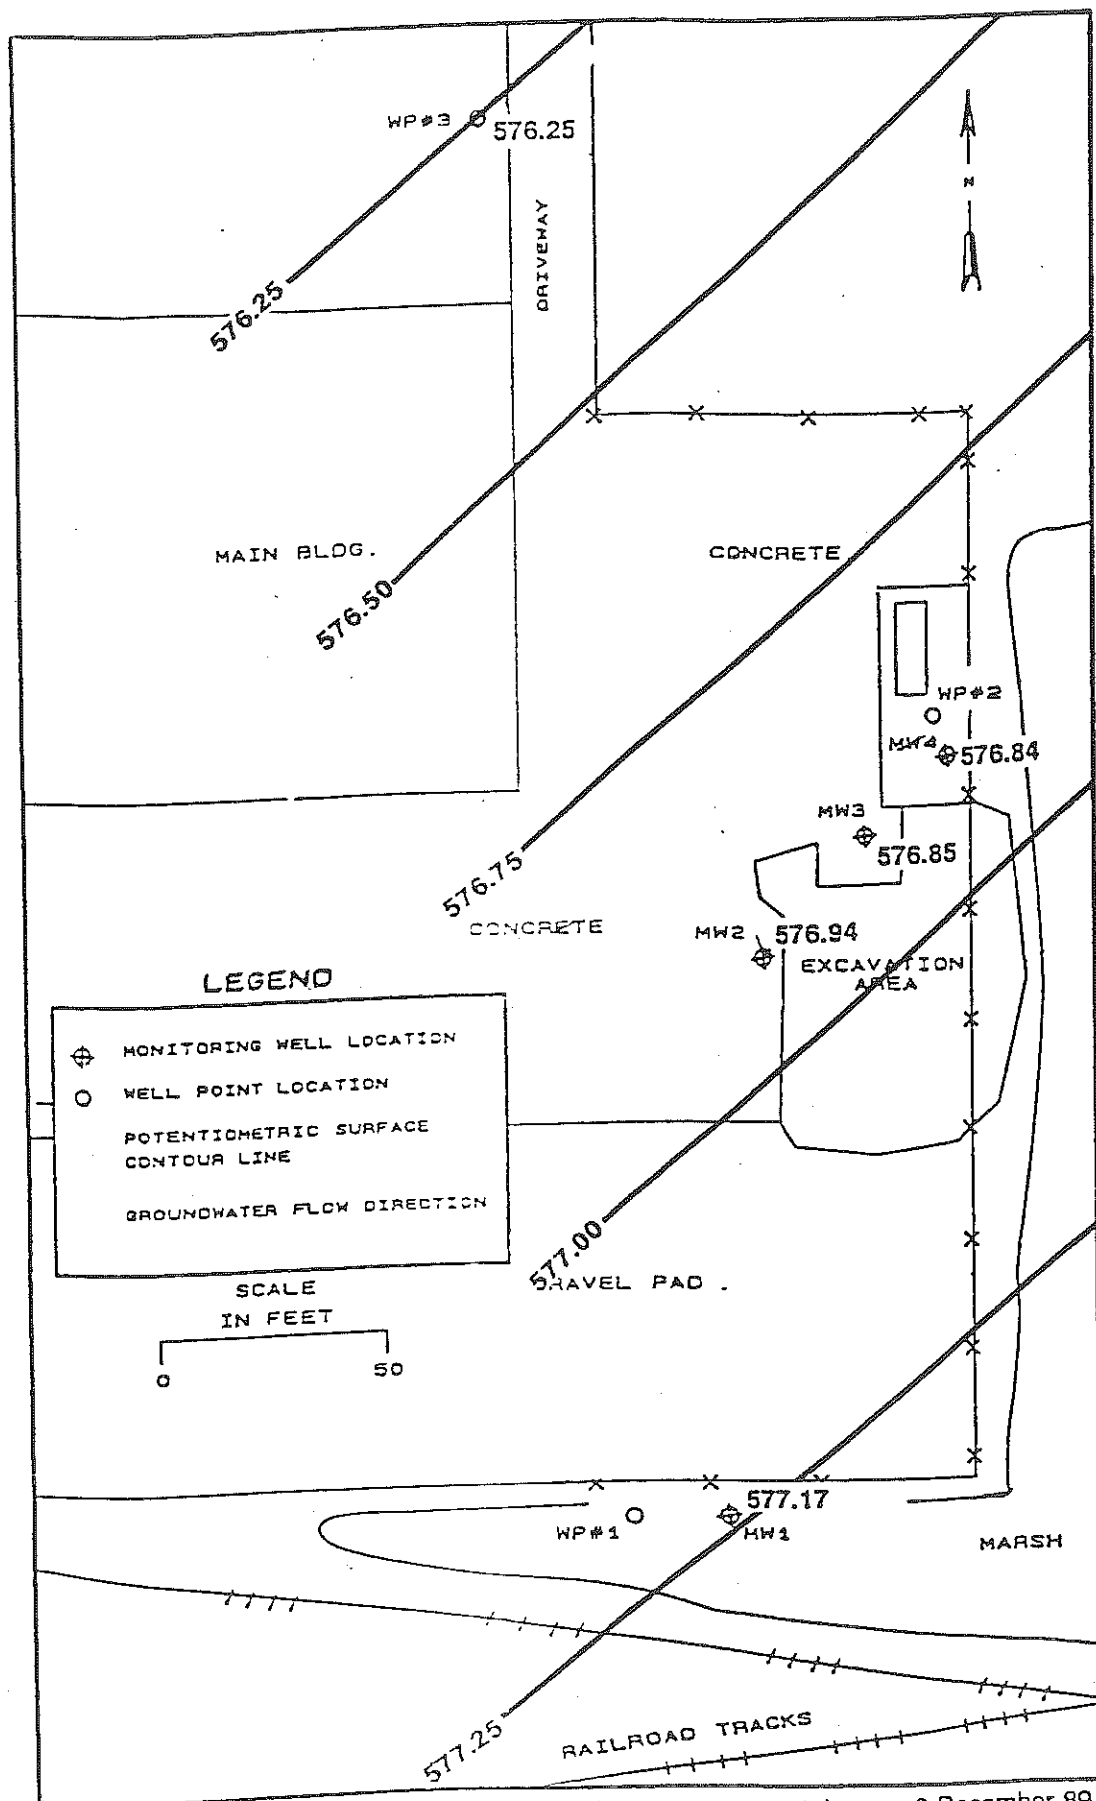 WP#3
576.25
N
DRIVEWAY
576.25
MAIN BLDG.
CONCRETE
576.50
WP#2
MW4
576.84
MW3
576.85
576.75
CONCRETE
MW2
576.94
EXCAVATION
AREA
LEGEND
MONITORING WELL LOCATION
WELL POINT LOCATION
POTENTIOMETRIC SURFACE
CONTOUR LINE
GROUNDWATER FLOW DIRECTION
SCALE
IN FEET
0
50
577.00
GRAVEL PAD
577.17
WP#1
MW1
MARSH
577.25
RAILROAD TRACKS
December 89